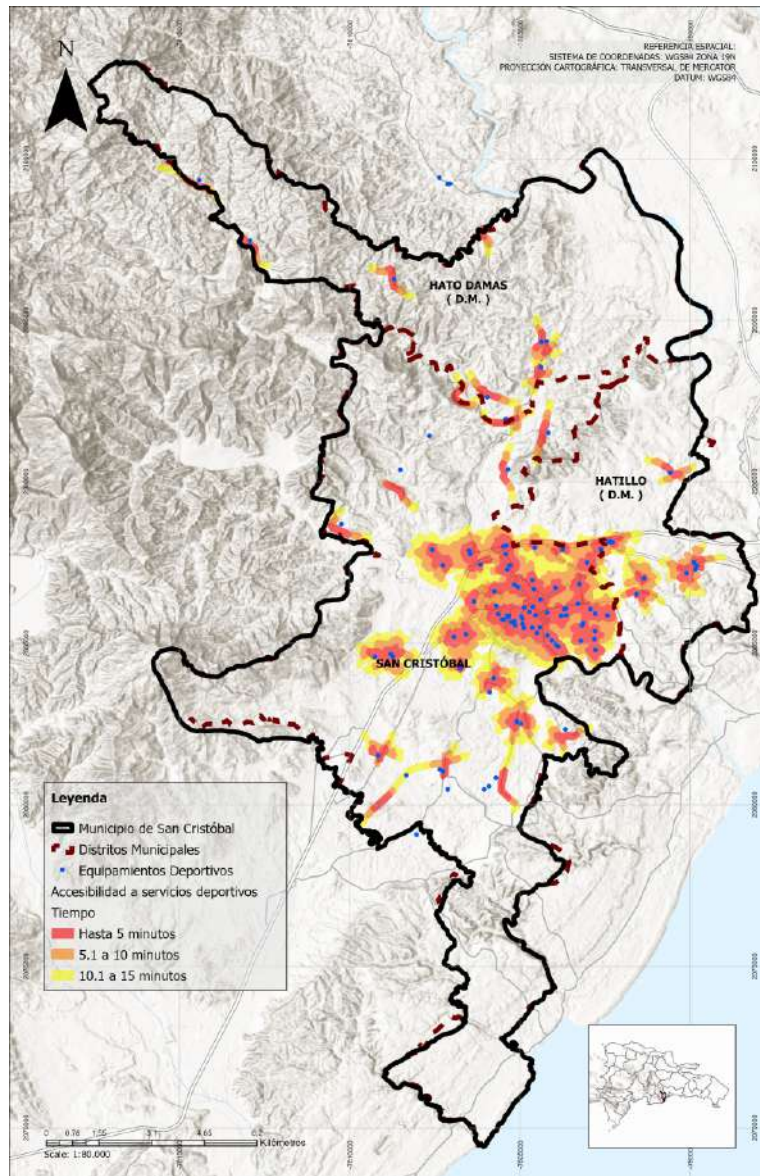 N
REFERENCIA ESPACIAL:
SISTEMA DE COORDENADAS: WGS84 ZONA 19N
PROYECCIÓN CARTOGRÁFICA: TRANSVERSAL DE MERCATOR
DATUM: WGS84
HATO DAMAS
( D.M. )
HATILLO
( D.M. )
SAN CRISTÓBAL
Leyenda
Municipio de San Cristóbal
Distritos Municipales
Equipamientos Deportivos
Accesibilidad a servicios deportivos
Tiempo
Hasta 5 minutos
5.1 a 10 minutos
10.1 a 15 minutos
Kilómetros
Scale: 1:80.000